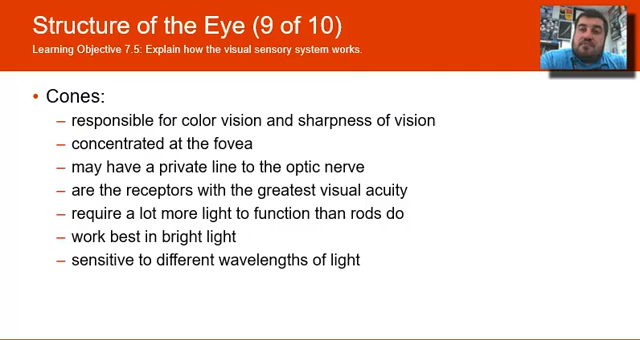 Structure of the Eye (9 of 10)
Learning Objective 7.5: Explain how the visual sensory system works.
• Cones:
– responsible for color vision and sharpness of vision
– concentrated at the fovea
– may have a private line to the optic nerve
– are the receptors with the greatest visual acuity
– require a lot more light to function than rods do
– work best in bright light
– sensitive to different wavelengths of light